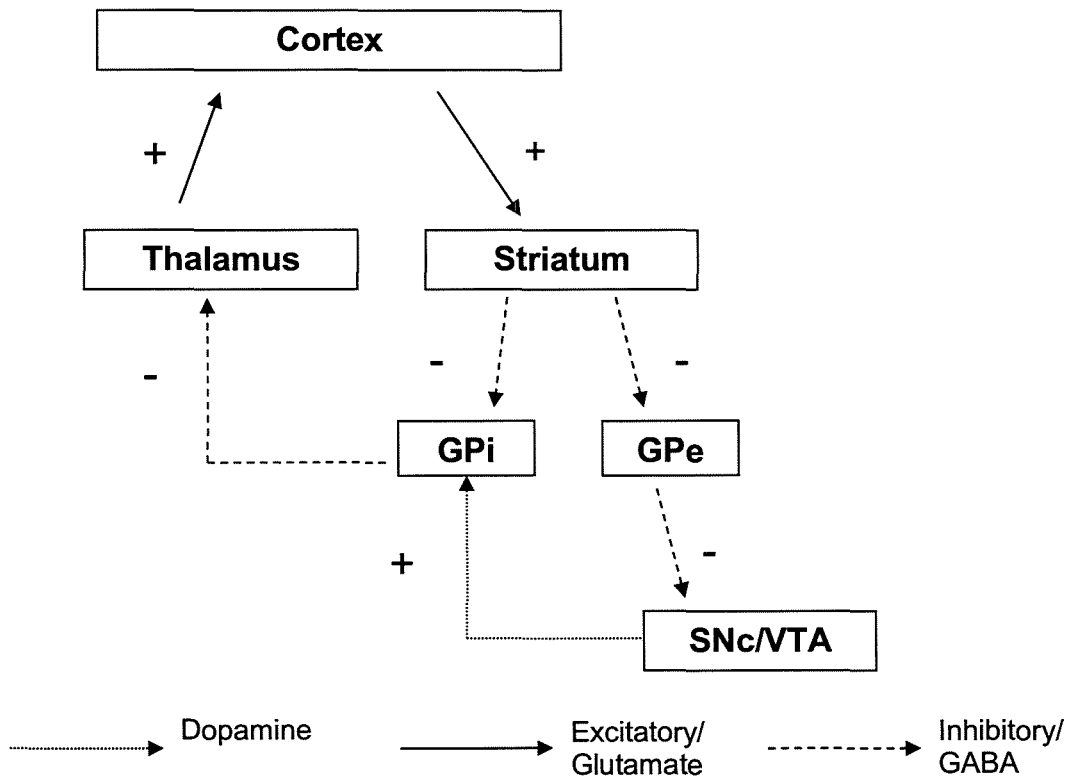 Cortex
+
+
Thalamus
Striatum
-
-
-
GPi
GPe
+
-
SNc/VTA
Dopamine
Excitatory/
Glutamate
Inhibitory/
GABA